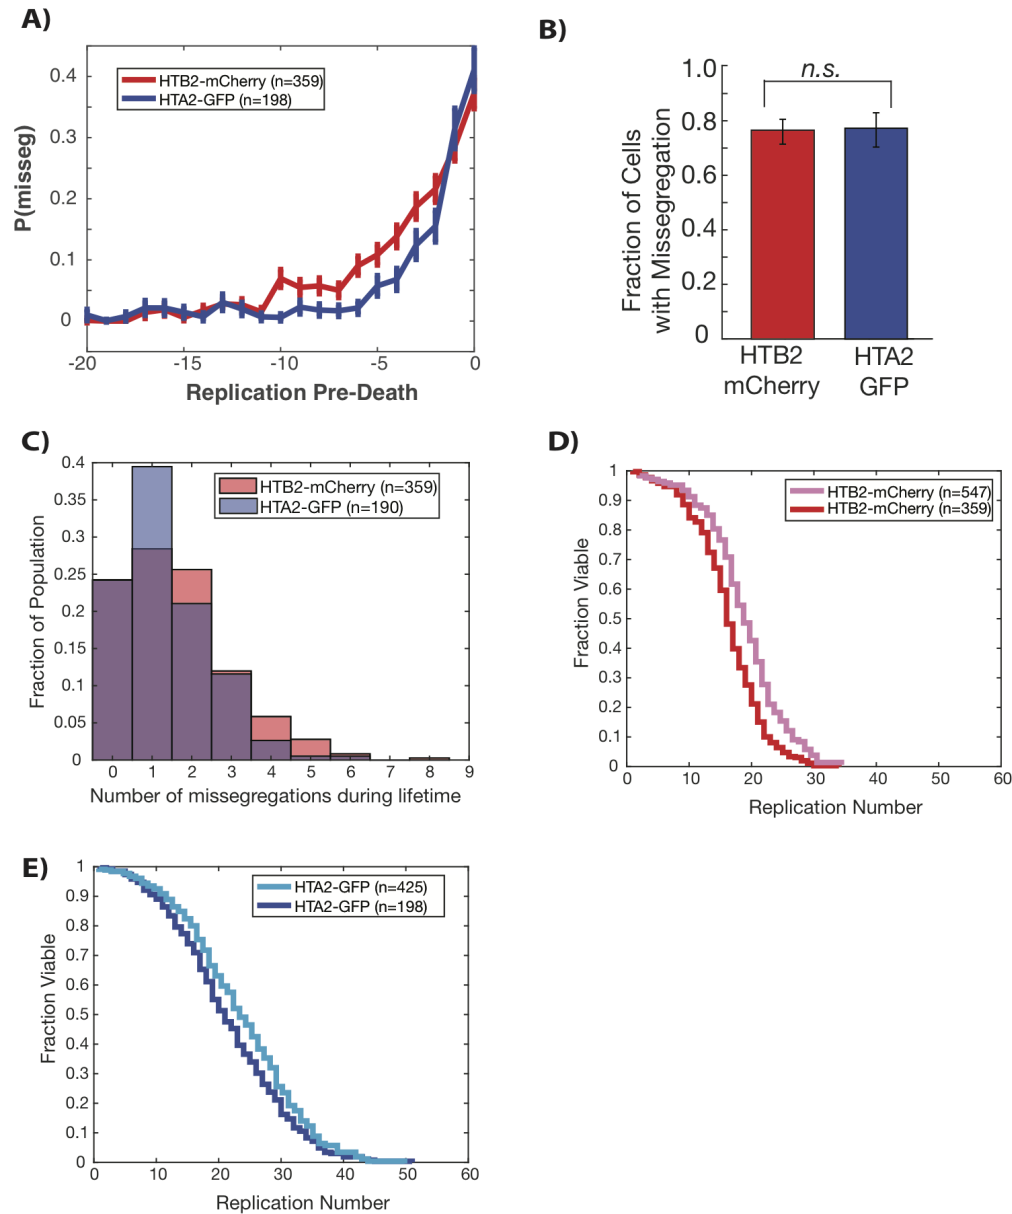 A)
P(misseg)
0.4
0.3
0.2
0.1
0
HTB2-mCherry (n=359)
HTA2-GFP (n=198)
-20
-15
-10
-5
0
Replication Pre-Death
B)
Fraction of Cells
with Missegregation
1.0
0.8
0.6
0.4
0.2
0
n.s.
HTB2
mCherry
HTA2
GFP
C)
Fraction of Population
0.4
0.35
0.3
0.25
0.2
0.15
0.1
0.05
0
HTB2-mCherry (n=359)
HTA2-GFP (n=190)
0 1 2 3 4 5 6 7 8 9
Number of missegregations during lifetime
D)
Fraction Viable
1
0.9
0.8
0.7
0.6
0.5
0.4
0.3
0.2
0.1
0
HTB2-mCherry (n=547)
HTB2-mCherry (n=359)
0 10 20 30 40 50 60
Replication Number
E)
Fraction Viable
1
0.9
0.8
0.7
0.6
0.5
0.4
0.3
0.2
0.1
0
HTA2-GFP (n=425)
HTA2-GFP (n=198)
0 10 20 30 40 50 60
Replication Number